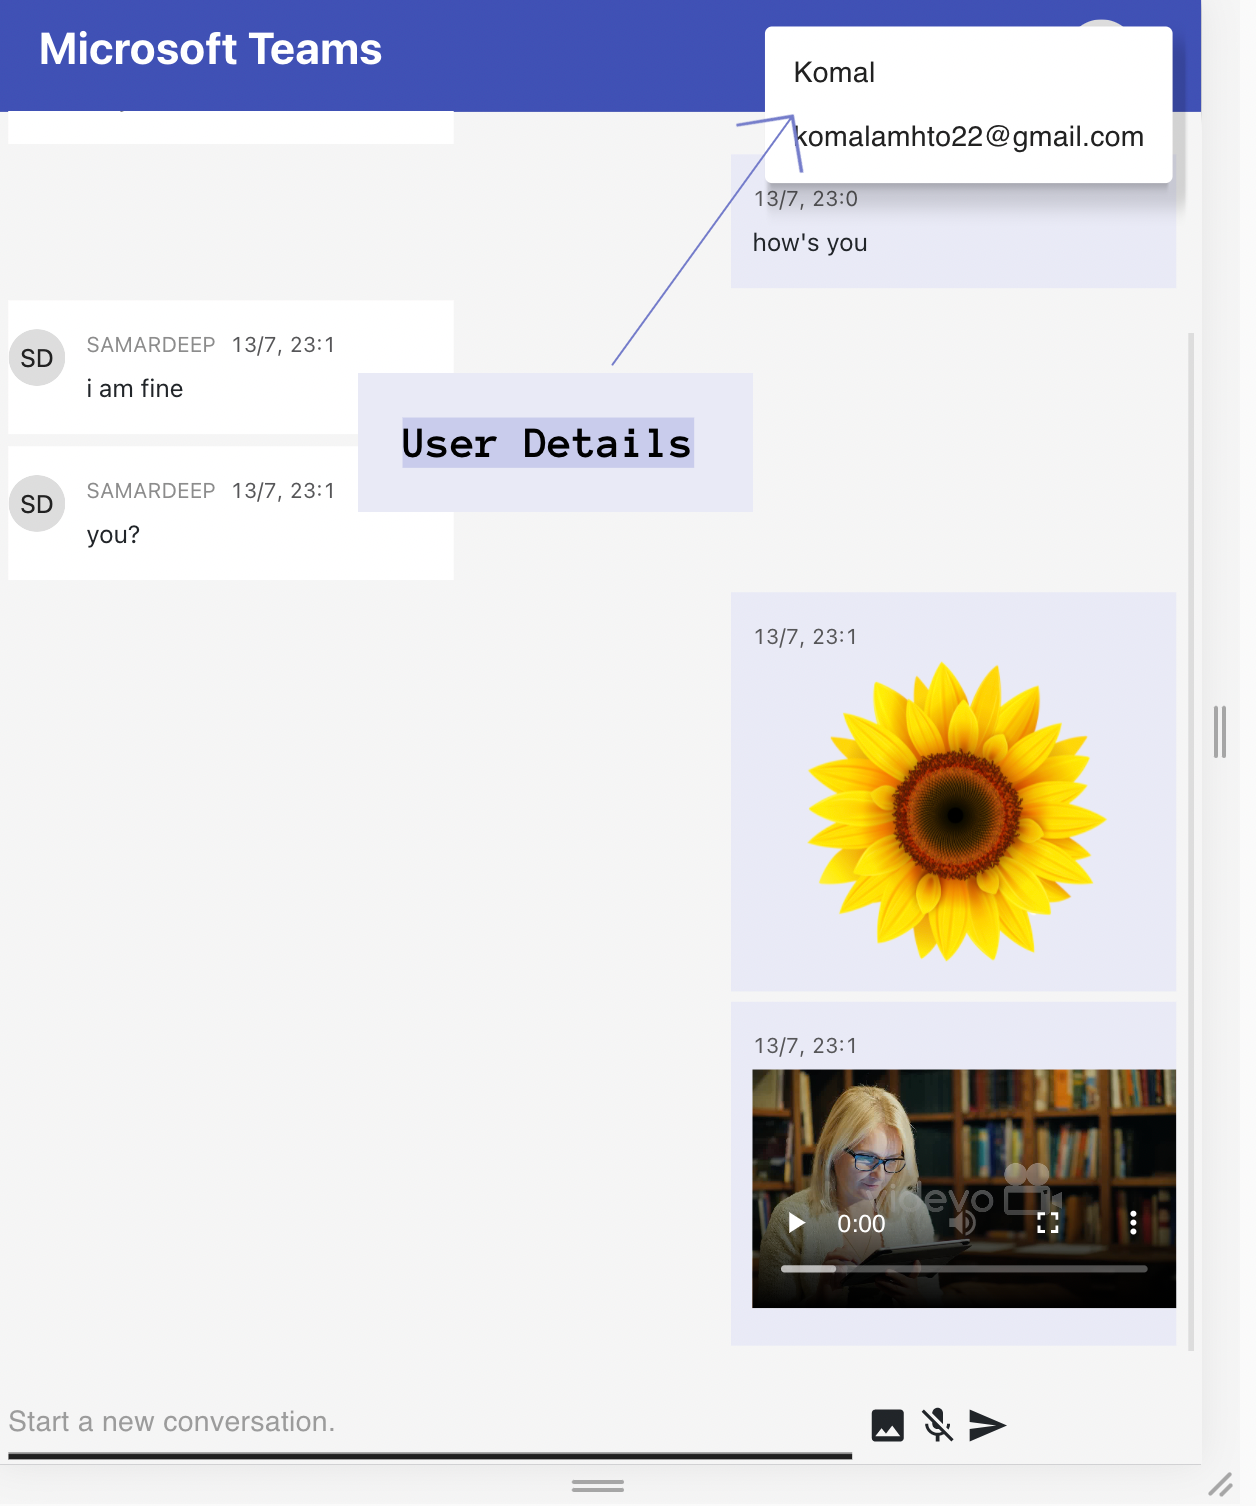 Microsoft Teams
Komal
komalamhto22@gmail.com
13/7, 23:0
how's you
SD
SAMARDEEP 13/7, 23:1
i am fine
User Details
SD
SAMARDEEP 13/7, 23:1
you?
13/7, 23:1
13/7, 23:1
idevo
0:00
Start a new conversation.